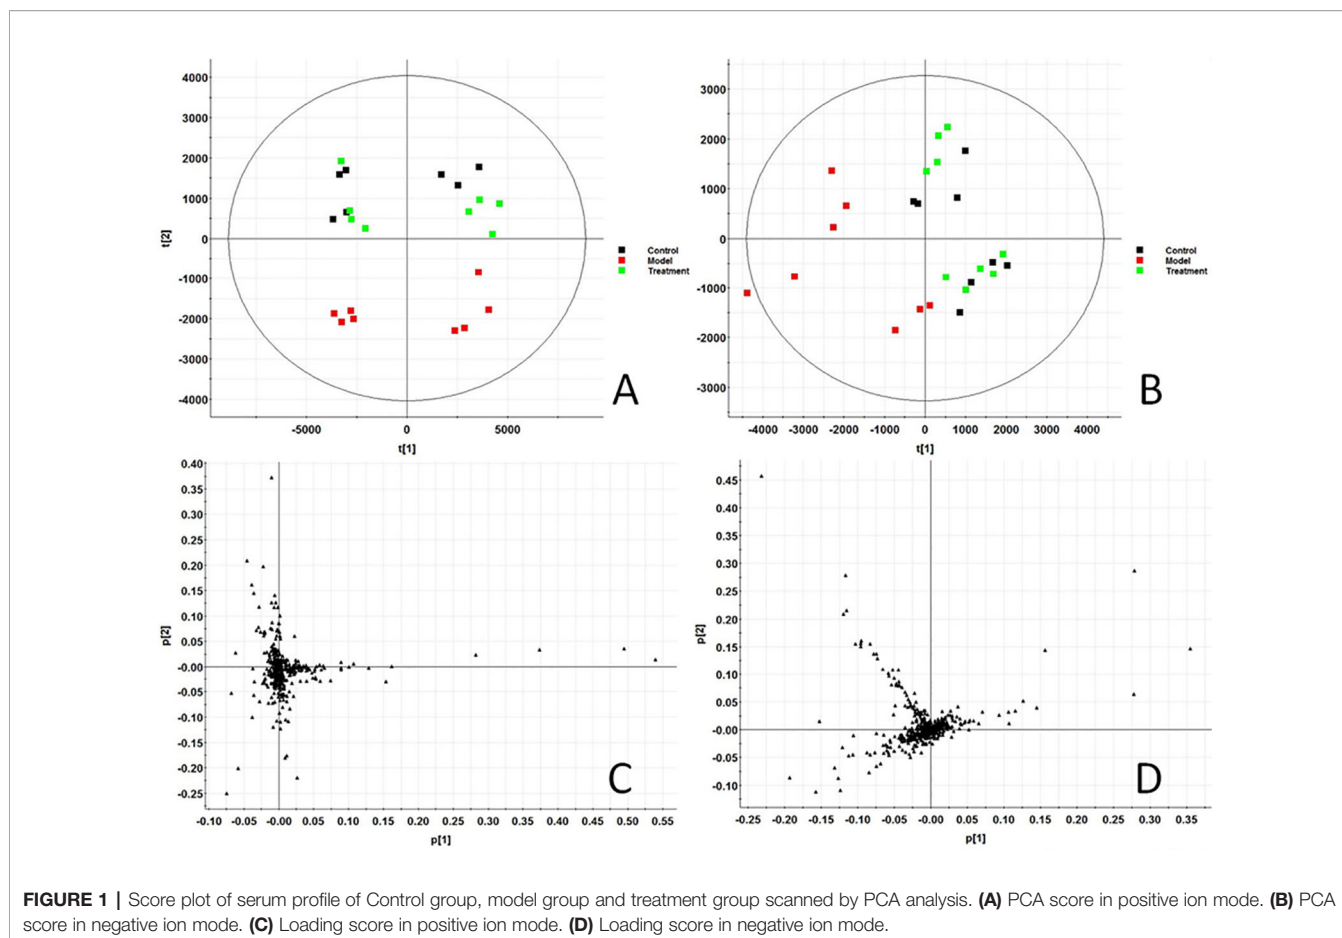 4000
3000
2000
1000
0
-1000
-2000
-3000
-4000
t[2]
-5000 0 5000
t[1]
Control
Model
Treatment
A
3000
2000
1000
0
-1000
-2000
-3000
-4000 -3000 -2000 -1000 0 1000 2000 3000 4000
t[1]
Control
Model
Treatment
B
0.40
0.35
0.30
0.25
0.20
0.15
0.10
0.05
-0.00
-0.05
-0.10
-0.15
-0.20
-0.25
p[2]
-0.10 -0.05 -0.00 0.05 0.10 0.15 0.20 0.25 0.30 0.35 0.40 0.45 0.50 0.55
p[1]
C
0.45
0.40
0.35
0.30
0.25
0.20
0.15
0.10
0.05
-0.00
-0.05
-0.10
p[2]
-0.25 -0.20 -0.15 -0.10 -0.05 -0.00 0.05 0.10 0.15 0.20 0.25 0.30 0.35
p[1]
D
FIGURE 1 | Score plot of serum profile of Control group, model group and treatment group scanned by PCA analysis. (A) PCA score in positive ion mode. (B) PCA
score in negative ion mode. (C) Loading score in positive ion mode. (D) Loading score in negative ion mode.